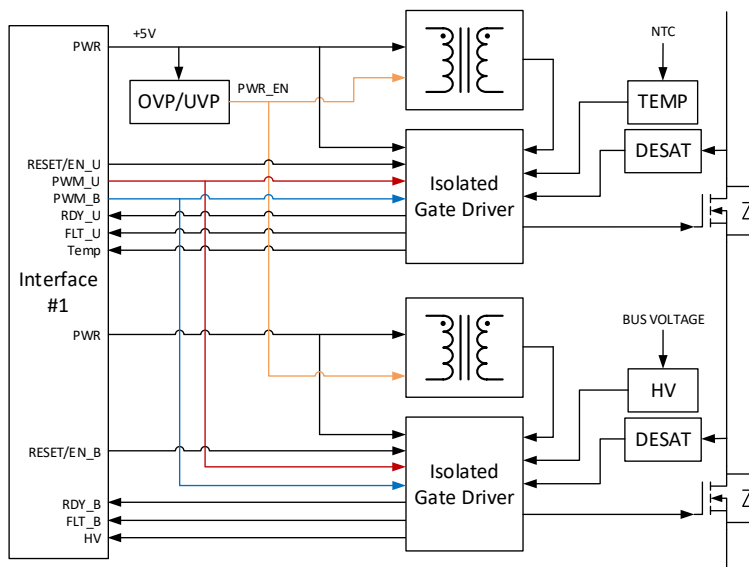 PWR
+5V
NTC
OVP/UVP
PWR_EN
TEMP
DESAT
RESET/EN_U
PWM_U
PWM_B
RDY_U
FLT_U
Temp
Isolated
Gate Driver
Interface
#1
PWR
BUS VOLTAGE
HV
DESAT
RESET/EN_B
Isolated
Gate Driver
RDY_B
FLT_B
HV